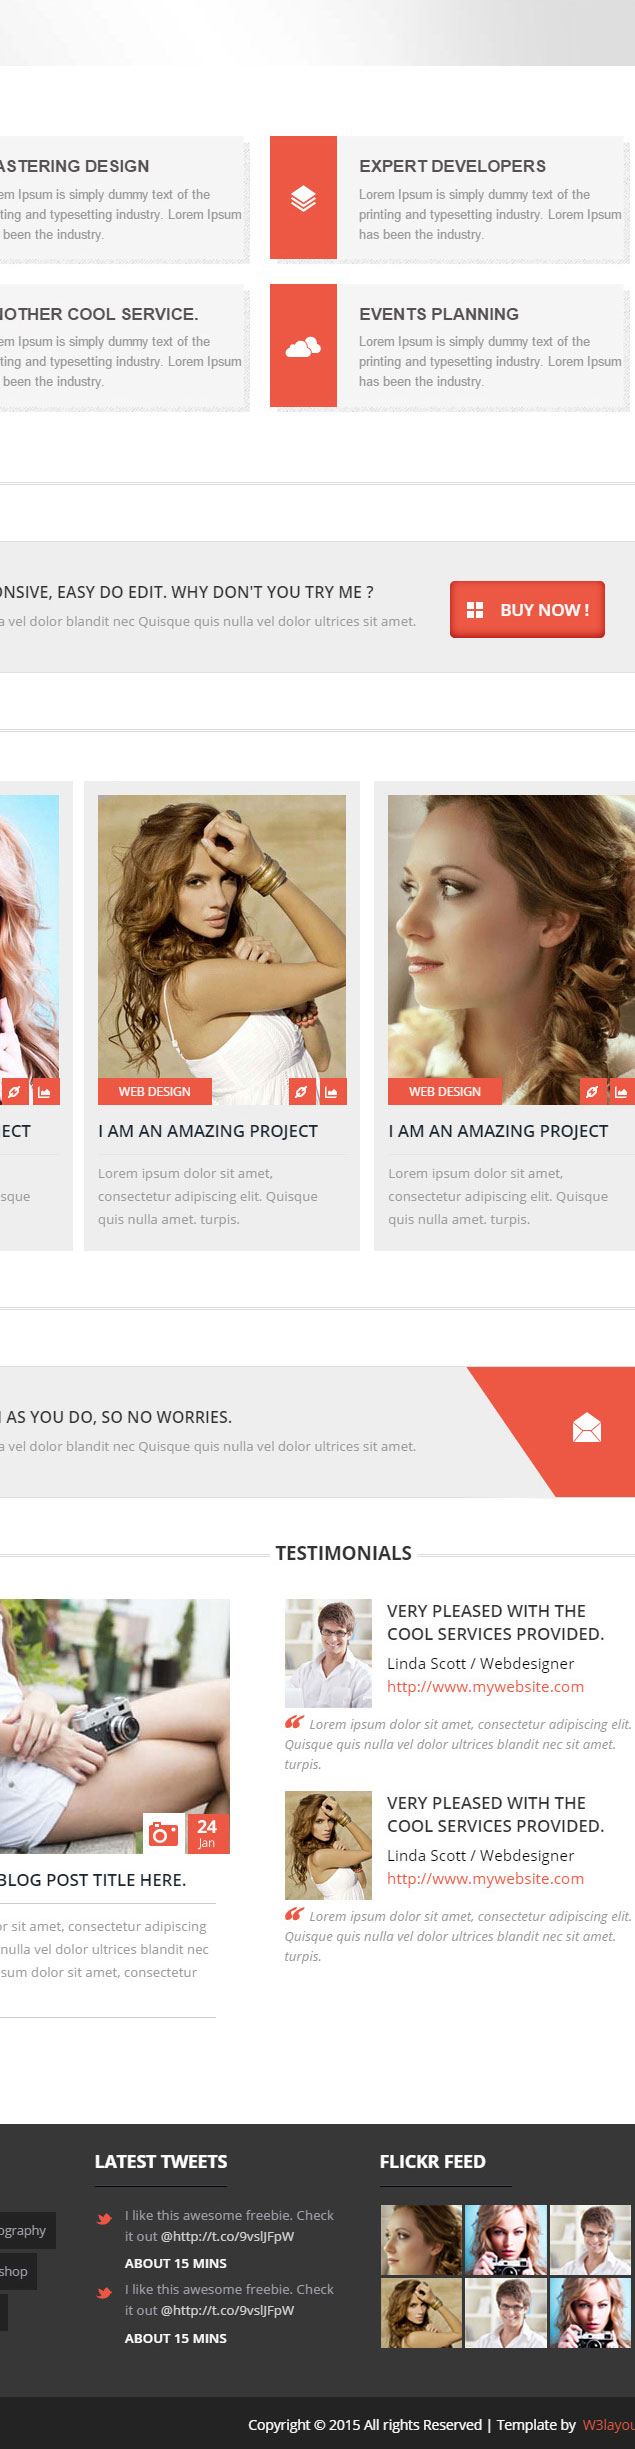 ASTERING DESIGN
em Ipsum is simply dummy text of the
ting and typesetting industry. Lorem Ipsum
been the industry.
EXPERT DEVELOPERS
Lorem Ipsum is simply dummy text of the
printing and typesetting industry. Lorem Ipsum
has been the industry.
NOTHER COOL SERVICE.
em Ipsum is simply dummy text of the
ting and typesetting industry. Lorem Ipsum
been the industry.
EVENTS PLANNING
Lorem Ipsum is simply dummy text of the
printing and typesetting industry. Lorem Ipsum
has been the industry.
ONSIVE, EASY DO EDIT. WHY DON'T YOU TRY ME ?
a vel dolor blandit nec Quisque quis nulla vel dolor ultrices sit amet.
BUY NOW !
ECT
sque
WEB DESIGN
I AM AN AMAZING PROJECT
Lorem ipsum dolor sit amet,
consectetur adipiscing elit. Quisque
quis nulla amet. turpis.
WEB DESIGN
I AM AN AMAZING PROJECT
Lorem ipsum dolor sit amet,
consectetur adipiscing elit. Quisque
quis nulla amet. turpis.
AS YOU DO, SO NO WORRIES.
a vel dolor blandit nec Quisque quis nulla vel dolor ultrices sit amet.
24
Jan
BLOG POST TITLE HERE.
or sit amet, consectetur adipiscing
nulla vel dolor ultrices blandit nec
sum dolor sit amet, consectetur
TESTIMONIALS
VERY PLEASED WITH THE
COOL SERVICES PROVIDED.
Linda Scott / Webdesigner
http://www.mywebsite.com
Lorem ipsum dolor sit amet, consectetur adipiscing elit.
Quisque quis nulla vel dolor ultrices blandit nec sit amet.
turpis.
VERY PLEASED WITH THE
COOL SERVICES PROVIDED.
Linda Scott / Webdesigner
http://www.mywebsite.com
Lorem ipsum dolor sit amet, consectetur adipiscing elit.
Quisque quis nulla vel dolor ultrices blandit nec sit amet.
turpis.
ography
shop
LATEST TWEETS
I like this awesome freebie. Check
it out @http://t.co/9vslJFpW
ABOUT 15 MINS
I like this awesome freebie. Check
it out @http://t.co/9vslJFpW
ABOUT 15 MINS
FLICKR FEED
Copyright © 2015 All rights Reserved | Template by W3layou